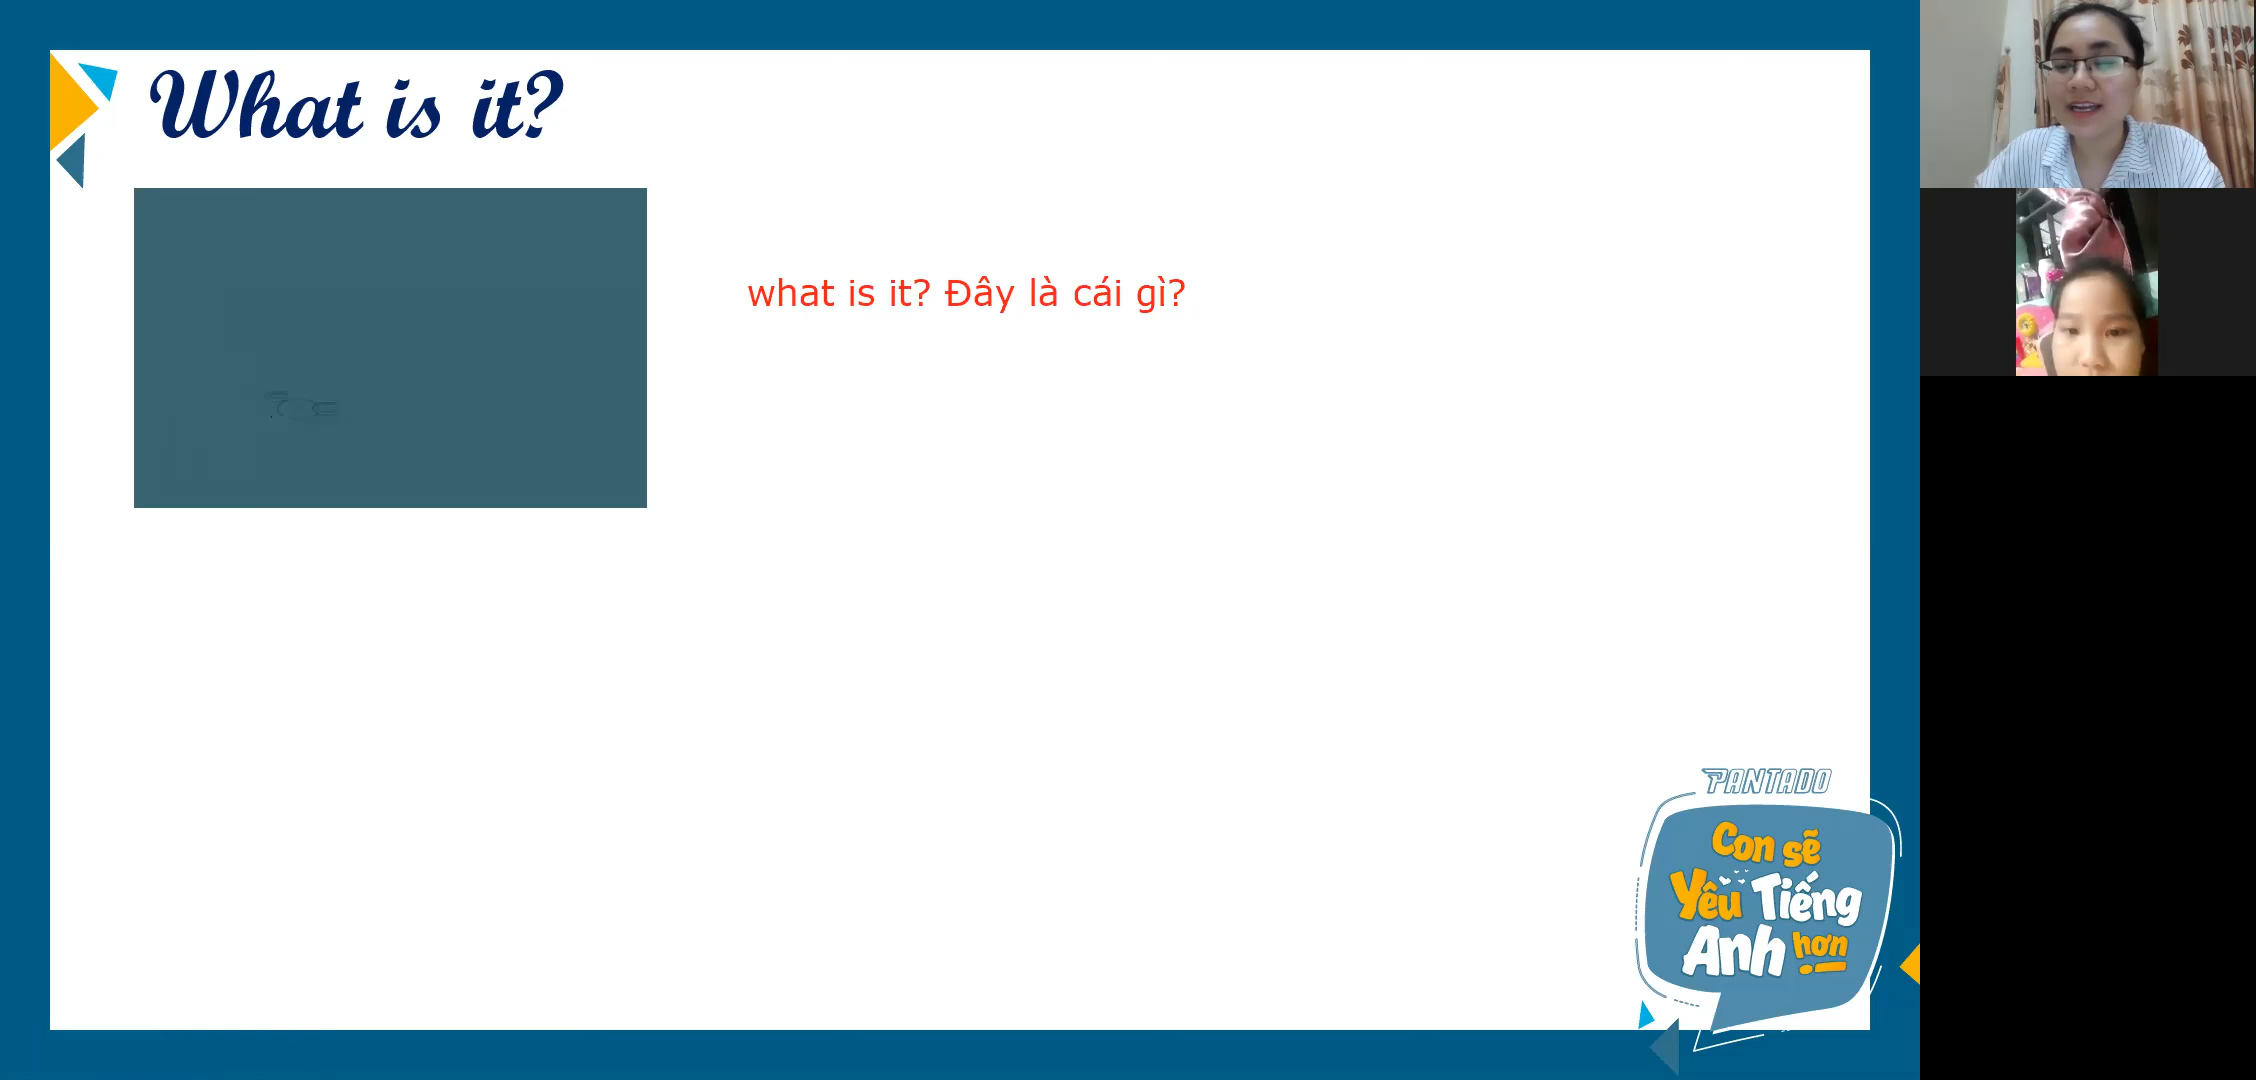 What is it?
what is it? Đây là cái gì?
PANTADO
Con sẽ
Yêu Tiếng
Anh hơn